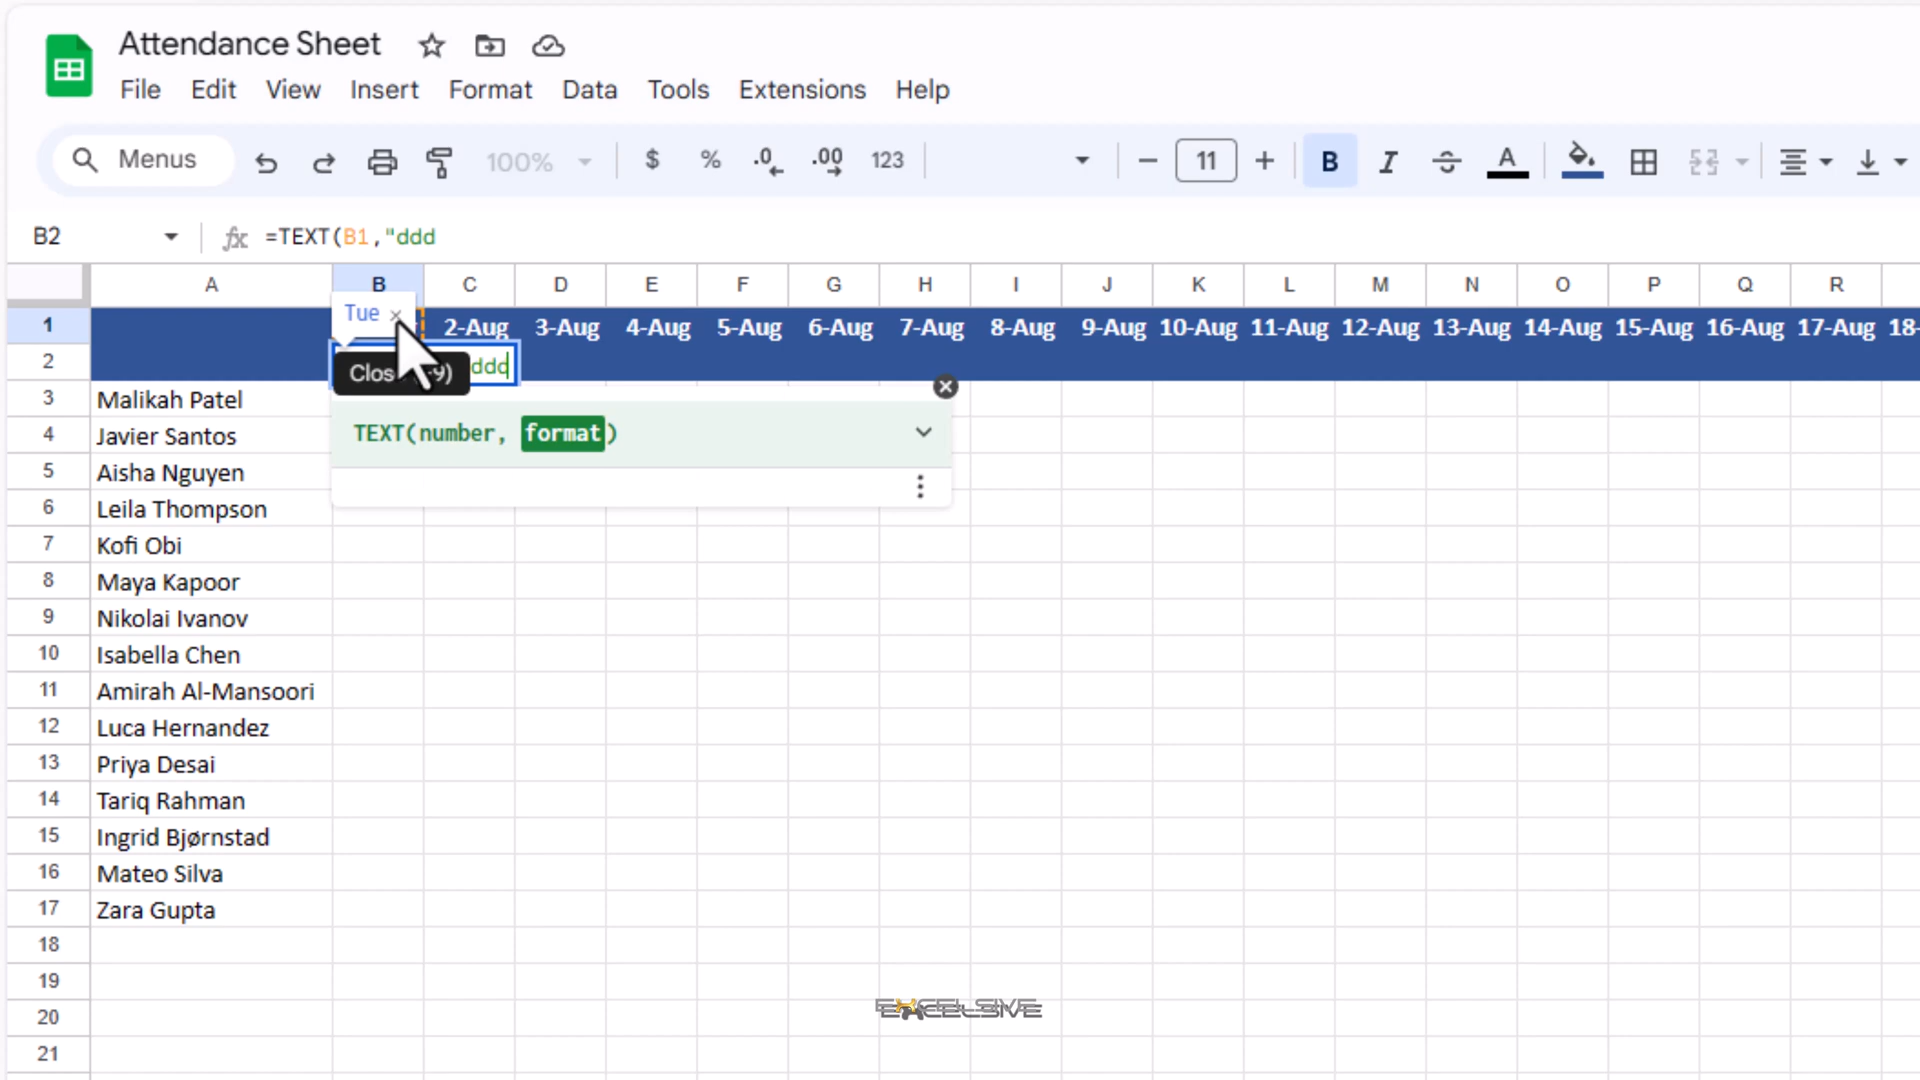 Attendance Sheet
File Edit View Insert Format Data Tools Extensions Help
Menus 100% $ % .0 .00 123 11 B I A
B2 fx =TEXT(B1,"ddd
A B C D E F G H I J K L M N O P Q R
Tue ×
1 2-Aug 3-Aug 4-Aug 5-Aug 6-Aug 7-Aug 8-Aug 9-Aug 10-Aug 11-Aug 12-Aug 13-Aug 14-Aug 15-Aug 16-Aug 17-Aug 18-
2 ddd
3 Malikah Patel
4 Javier Santos
TEXT(number, format)
5 Aisha Nguyen
6 Leila Thompson
7 Kofi Obi
8 Maya Kapoor
9 Nikolai Ivanov
10 Isabella Chen
11 Amirah Al-Mansoori
12 Luca Hernandez
13 Priya Desai
14 Tariq Rahman
15 Ingrid Bjørnstad
16 Mateo Silva
17 Zara Gupta
18
19
20
EXCELSIVE
21